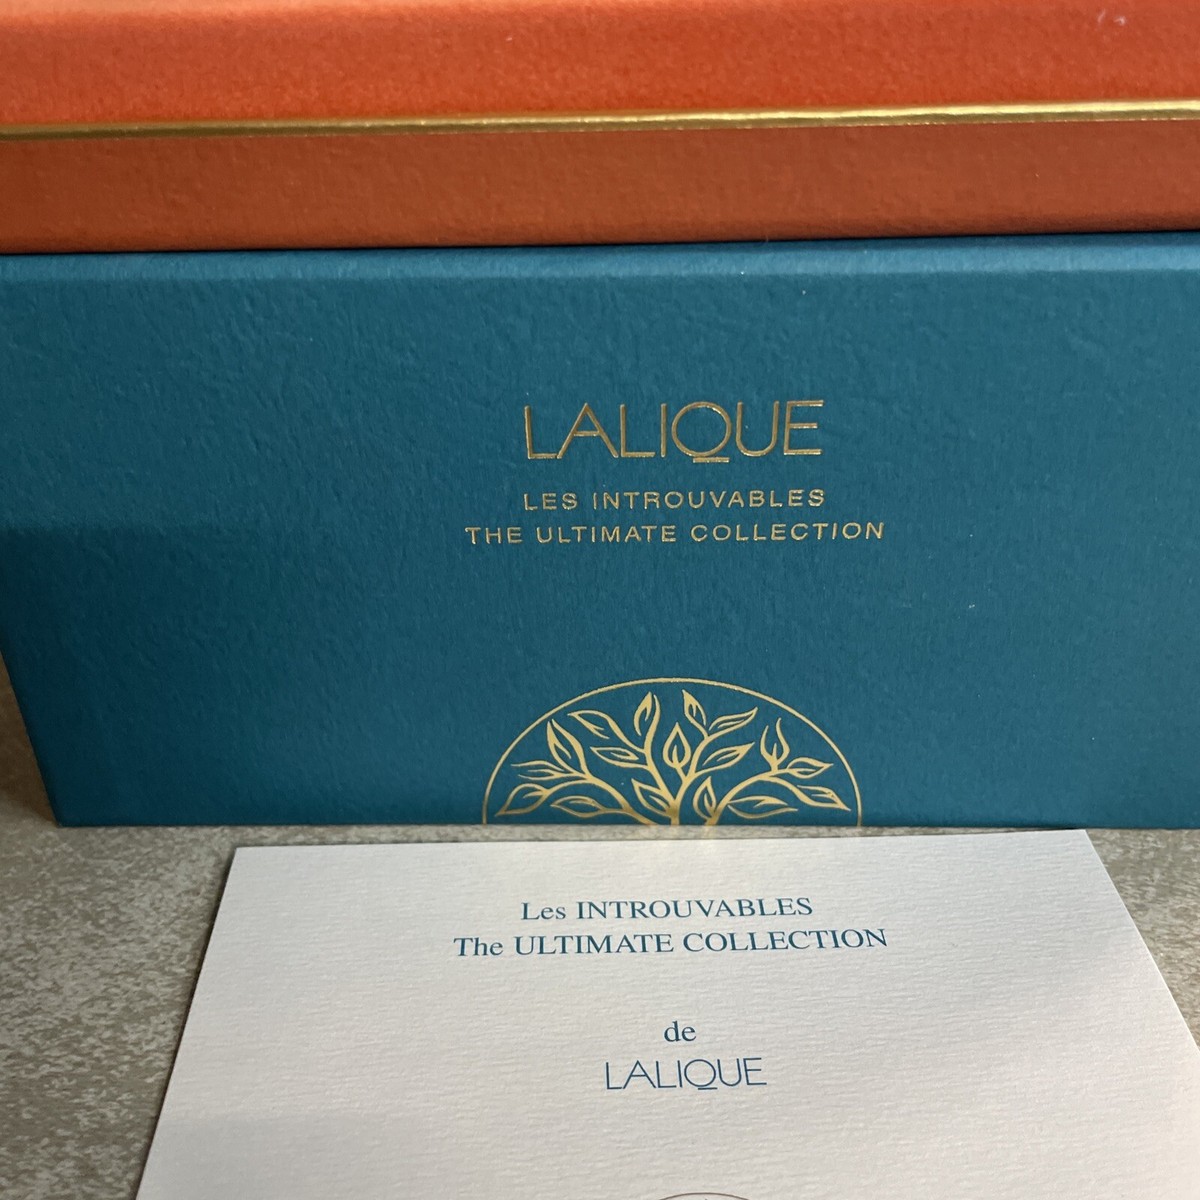 LALIQUE
LES INTROUVABLES
THE ULTIMATE COLLECTION
Les INTROUVABLES
The ULTIMATE COLLECTION
de
LALIQUE